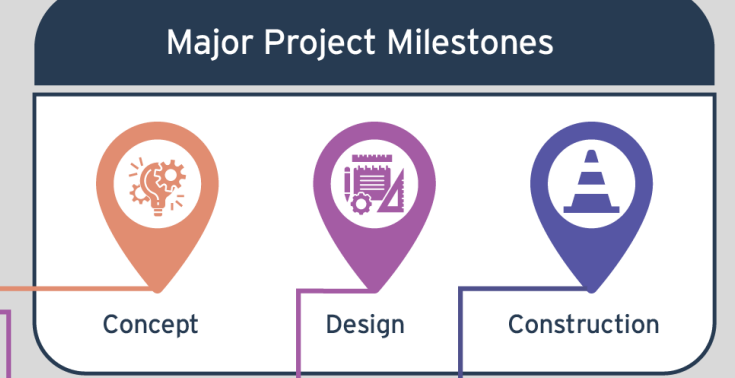 Major Project Milestones
Concept
Design
Construction